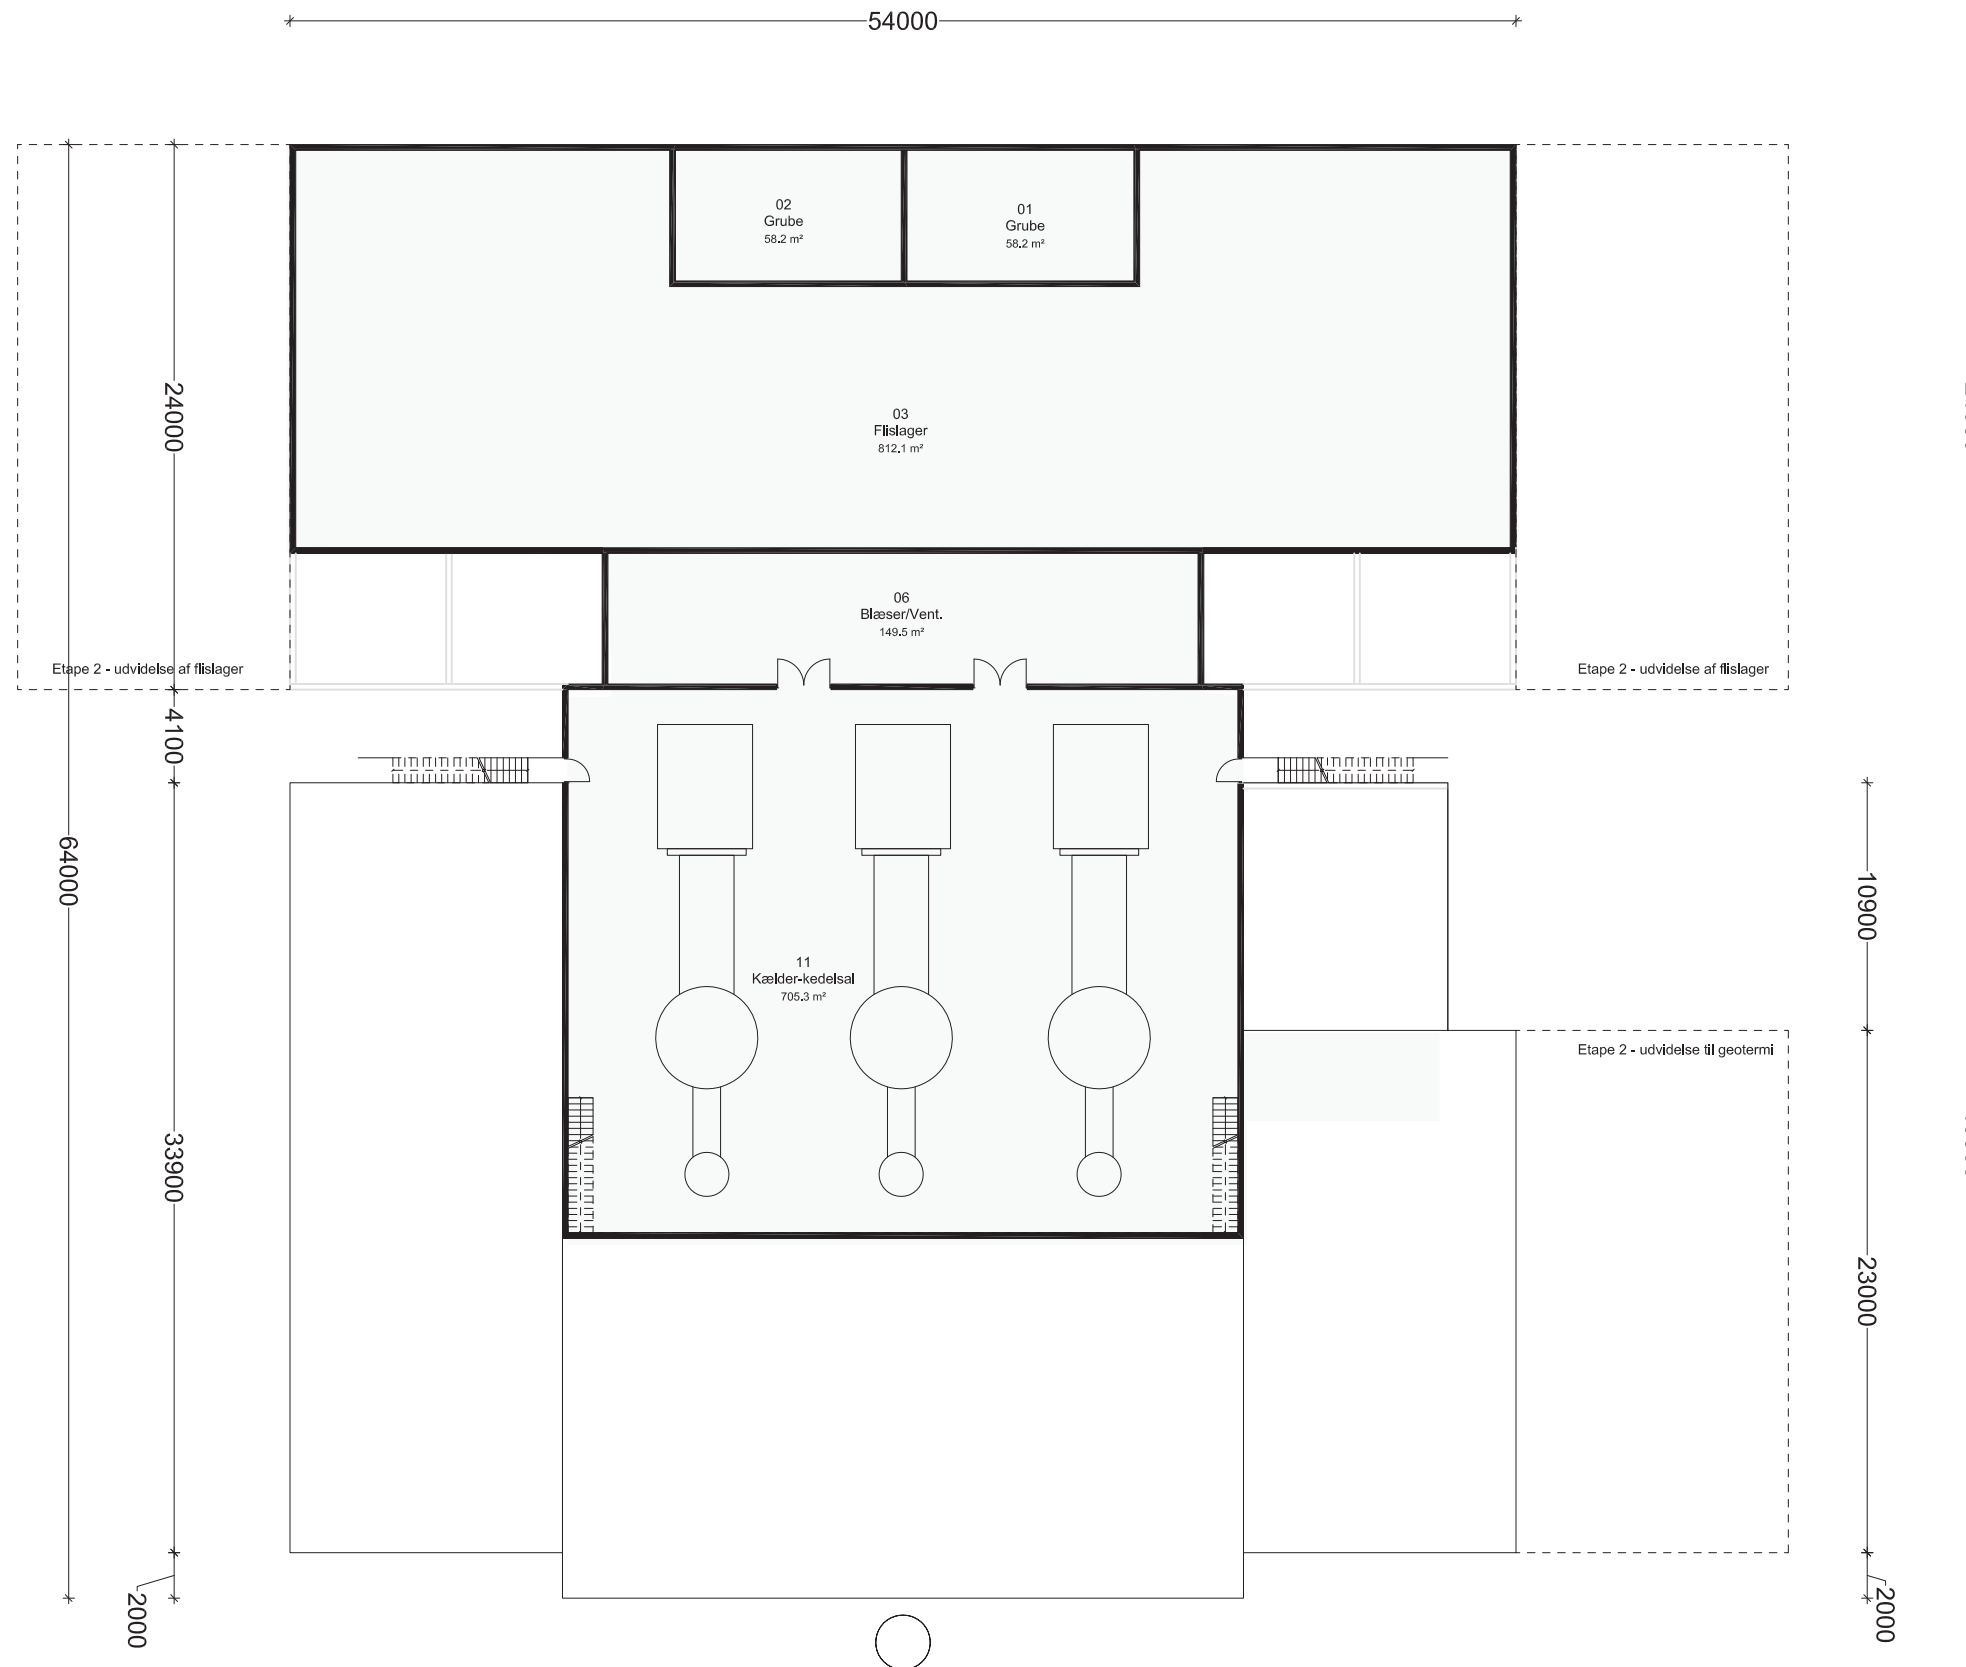 54000
02
Grube
58.2 m²
01
Grube
58.2 m²
24000
03
Flislager
812.1 m²
06
Blæser/Vent.
149.5 m²
Etape 2 - udvidelse af flislager
Etape 2 - udvidelse af flislager
4100
64000
10900
11
Kælder-kedelsal
705.3 m²
Etape 2 - udvidelse til geotermi
33900
23000
2000
2000